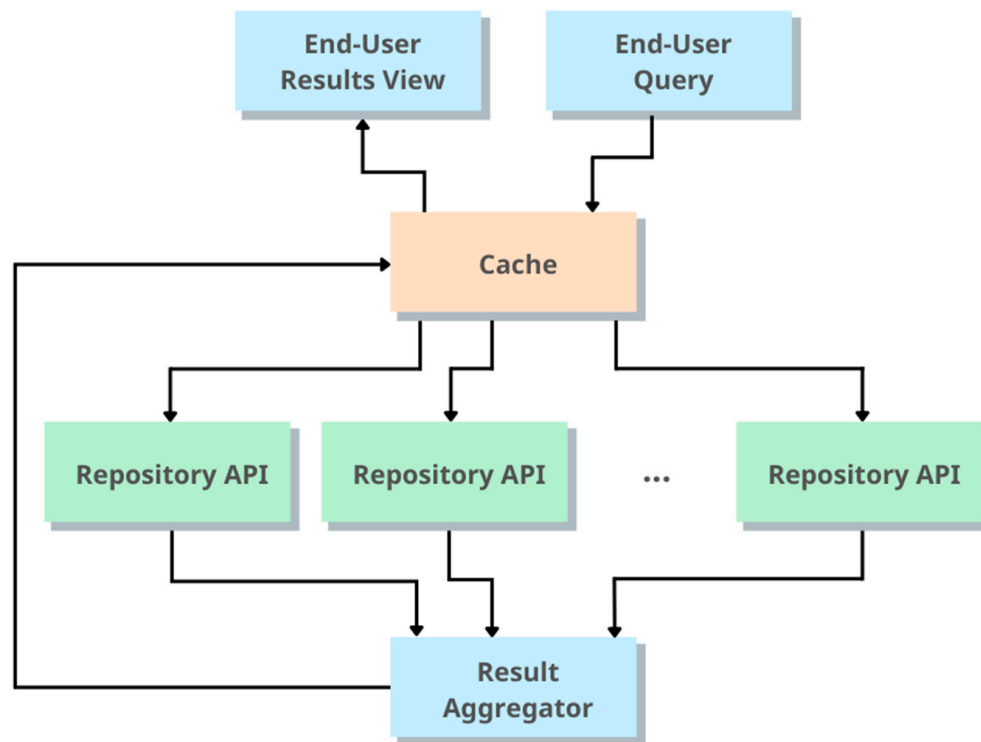 End-User
Results View
End-User
Query
Cache
Repository API
Repository API
...
Repository API
Result
Aggregator